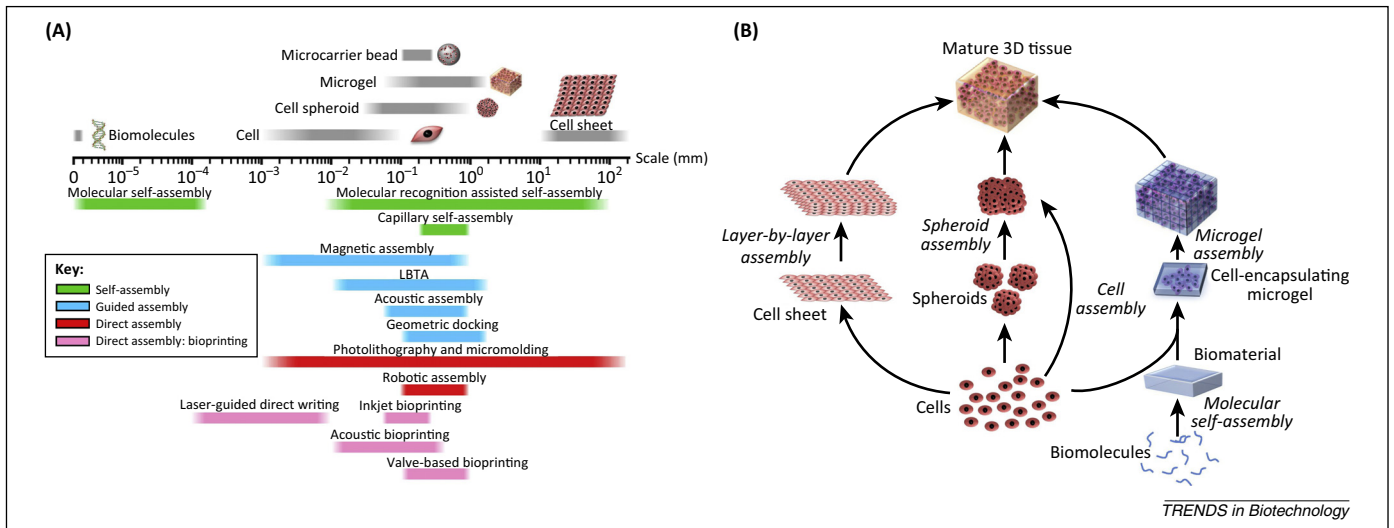 (A)
Microcarrier bead
Microgel
Cell spheroid
Biomolecules
Cell
Cell sheet
Scale (mm)
0 10⁻⁵ 10⁻⁴ 10⁻³ 10⁻² 10⁻¹ 10⁰ 10¹ 10²
Molecular self-assembly
Molecular recognition assisted self-assembly
Capillary self-assembly
Magnetic assembly
LBTA
Acoustic assembly
Geometric docking
Photolithography and micromolding
Robotic assembly
Laser-guided direct writing
Inkjet bioprinting
Acoustic bioprinting
Valve-based bioprinting
Key:
Self-assembly
Guided assembly
Direct assembly
Direct assembly: bioprinting
(B)
Mature 3D tissue
Layer-by-layer
assembly
Cell sheet
Spheroid
assembly
Spheroids
Cell
assembly
Cells
Microgel
assembly
Cell-encapsulating
microgel
Biomaterial
Molecular
self-assembly
Biomolecules
TRENDS in Biotechnology